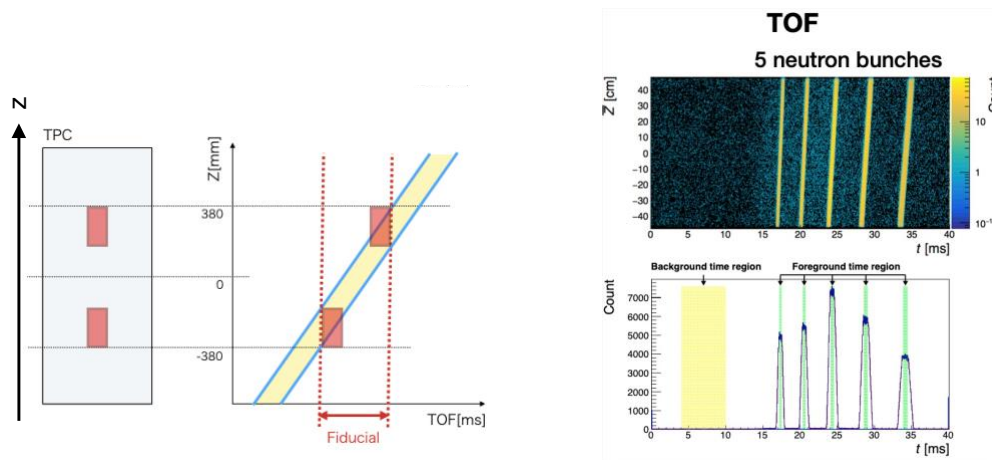 Z
TPC
Z[mm]
380
0
-380
TOF[ms]
Fiducial
TOF
5 neutron bunches
Z [cm]
40
30
20
10
0
−10
−20
−30
−40
0 5 10 15 20 25 30 35 40
t [ms]
Count
10
1
10⁻¹
Background time region
Foreground time region
Count
7000
6000
5000
4000
3000
2000
1000
0
0 5 10 15 20 25 30 35 40
t [ms]